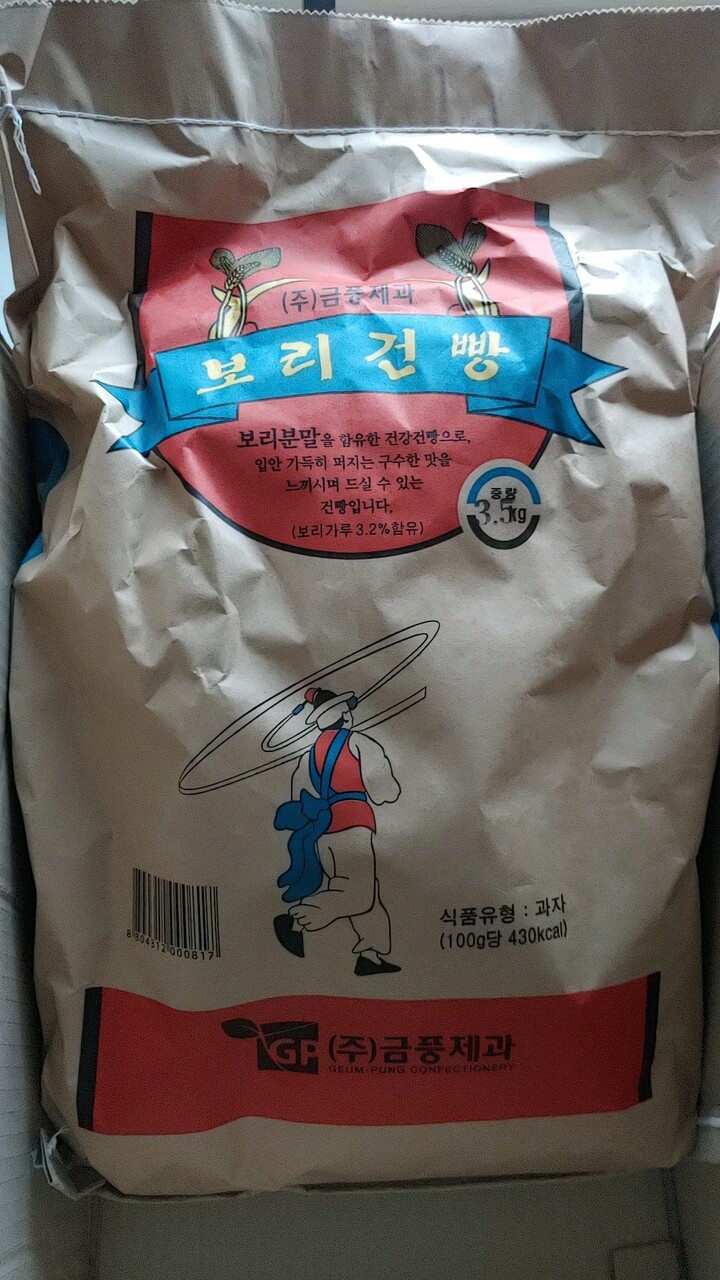 (주)금풍제과
보리건빵
보리분말을 함유한 건강건빵으로,
입안 가득히 퍼지는 구수한 맛을
느끼시며 드실 수 있는
건빵입니다.
(보리가루 3.2%함유)
중량
3.5kg
식품유형 : 과자
(100g당 430kcal)
8 804312 000817
GP (주)금풍제과
GEUM-PUNG CONFECTIONERY